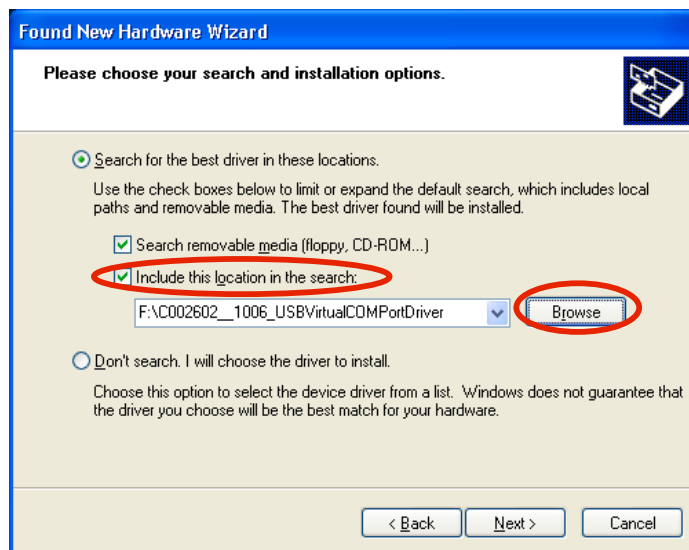 Found New Hardware Wizard
Please choose your search and installation options.
Search for the best driver in these locations.
Use the check boxes below to limit or expand the default search, which includes local
paths and removable media. The best driver found will be installed.
Search removable media (floppy, CD-ROM...)
Include this location in the search:
F:\C002602__1006_USBVirtualCOMPortDriver
Browse
Don't search. I will choose the driver to install.
Choose this option to select the device driver from a list. Windows does not guarantee that
the driver you choose will be the best match for your hardware.
< Back Next > Cancel